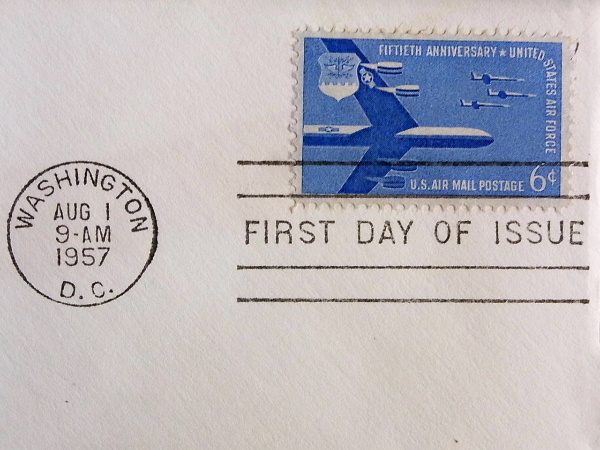 FIFTIETH ANNIVERSARY ★ UNITED STATES AIR FORCE
U.S. AIR MAIL POSTAGE 6¢
WASHINGTON
AUG 1
9-AM
1957
D.C.
FIRST DAY OF ISSUE